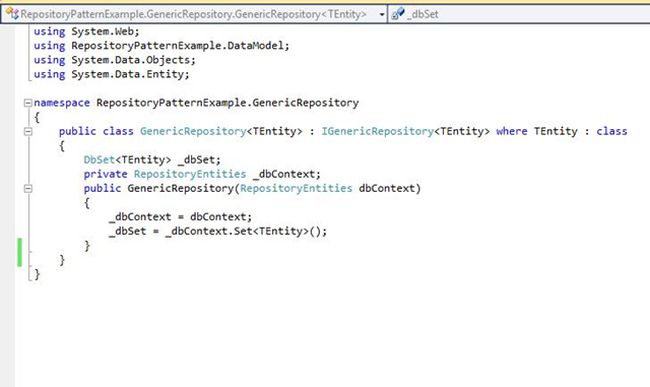 RepositoryPatternExample.GenericRepository.GenericRepository<TEntity> _dbSet
using System.Web;
using RepositoryPatternExample.DataModel;
using System.Data.Objects;
using System.Data.Entity;
namespace RepositoryPatternExample.GenericRepository
{
public class GenericRepository<TEntity> : IGenericRepository<TEntity> where TEntity : class
{
DbSet<TEntity> _dbSet;
private RepositoryEntities _dbContext;
public GenericRepository(RepositoryEntities dbContext)
{
_dbContext = dbContext;
_dbSet = _dbContext.Set<TEntity>();
}
}
}